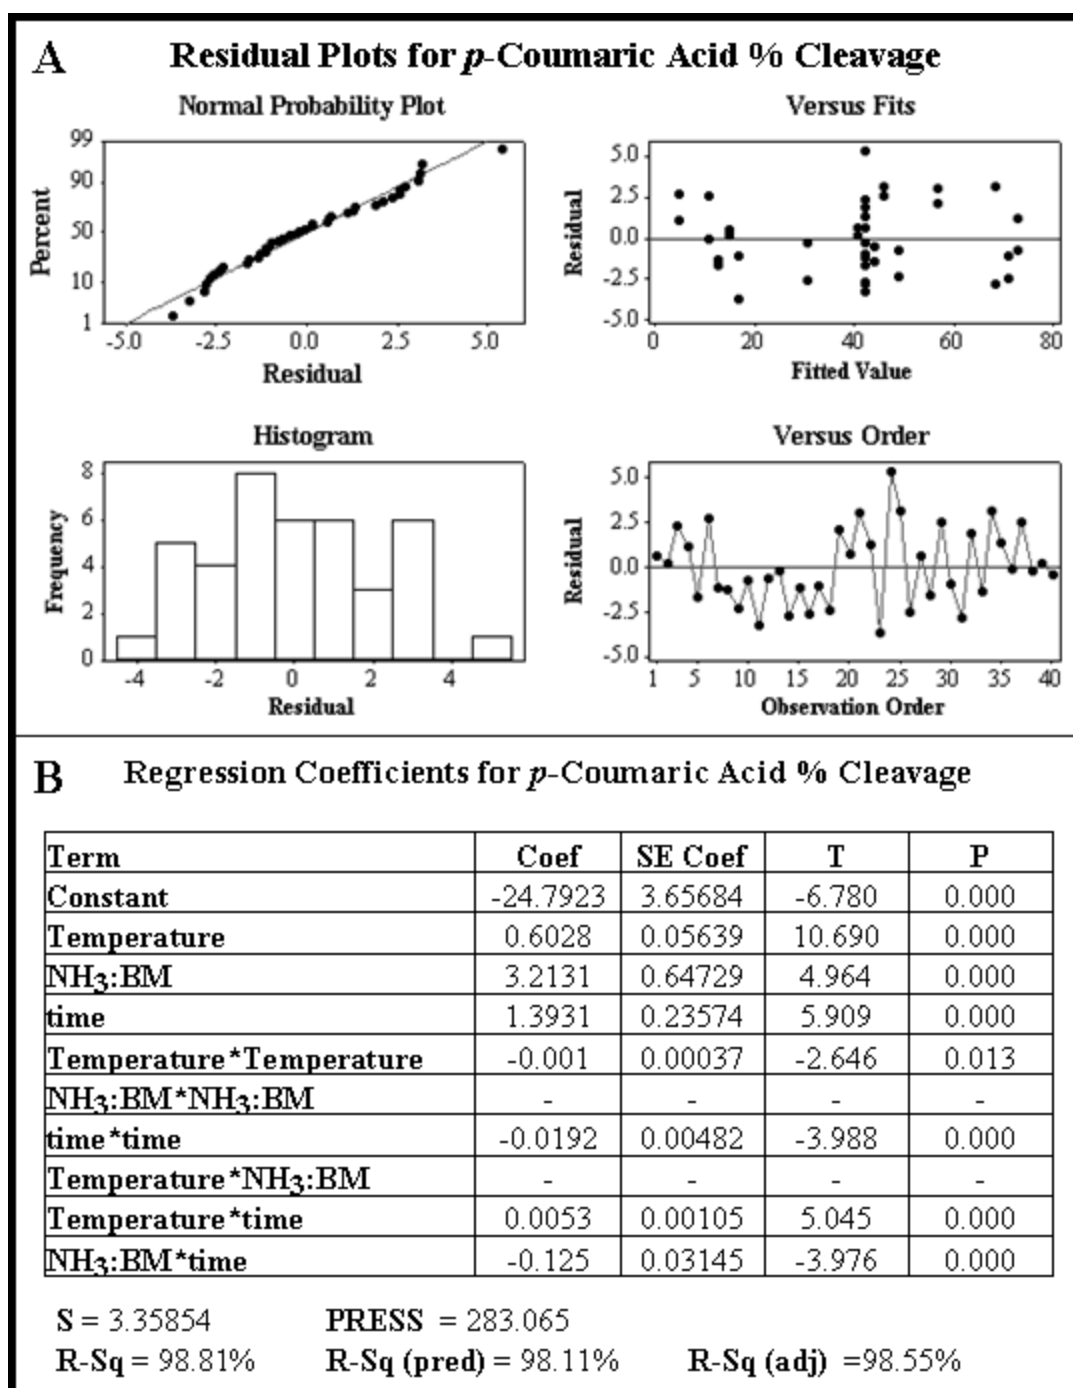 A Residual Plots for p-Coumaric Acid % Cleavage
Normal Probability Plot
Percent
99
90
50
10
1
-5.0 -2.5 0.0 2.5 5.0
Residual
Versus Fits
Residual
5.0
2.5
0.0
-2.5
-5.0
0 20 40 60 80
Fitted Value
Histogram
Frequency
8
6
4
2
0
-4 -2 0 2 4
Residual
Versus Order
Residual
5.0
2.5
0.0
-2.5
-5.0
1 5 10 15 20 25 30 35 40
Observation Order
B Regression Coefficients for p-Coumaric Acid % Cleavage
Term Coef SE Coef T P
Constant -24.7923 3.65684 -6.780 0.000
Temperature 0.6028 0.05639 10.690 0.000
NH3:BM 3.2131 0.64729 4.964 0.000
time 1.3931 0.23574 5.909 0.000
Temperature*Temperature -0.001 0.00037 -2.646 0.013
NH3:BM*NH3:BM - - - -
time*time -0.0192 0.00482 -3.988 0.000
Temperature*NH3:BM - - - -
Temperature*time 0.0053 0.00105 5.045 0.000
NH3:BM*time -0.125 0.03145 -3.976 0.000
S = 3.35854 PRESS = 283.065
R-Sq = 98.81% R-Sq (pred) = 98.11% R-Sq (adj) =98.55%